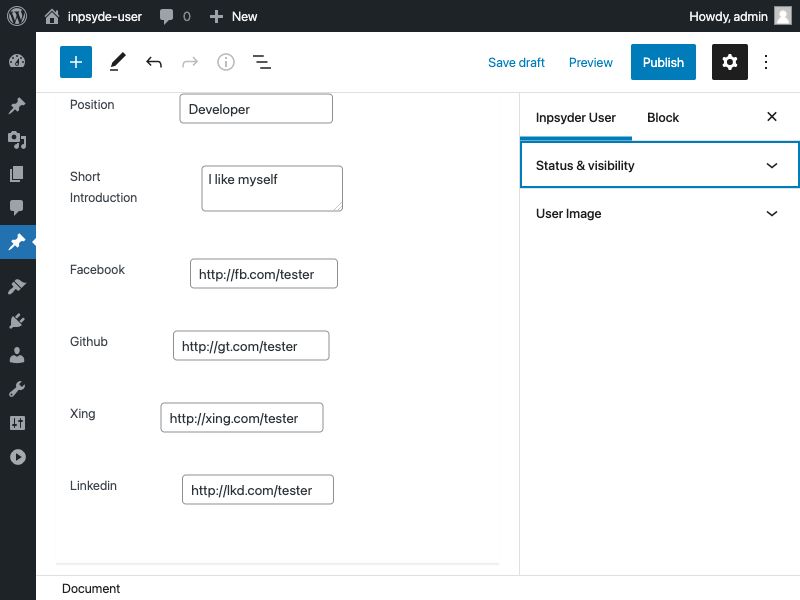 inpsyde-user 0 New Howdy, admin
Save draft Preview Publish
Position Developer
Short Introduction I like myself
Facebook http://fb.com/tester
Github http://gt.com/tester
Xing http://xing.com/tester
Linkedin http://lkd.com/tester
Inpsyder User Block
Status & visibility
User Image
Document